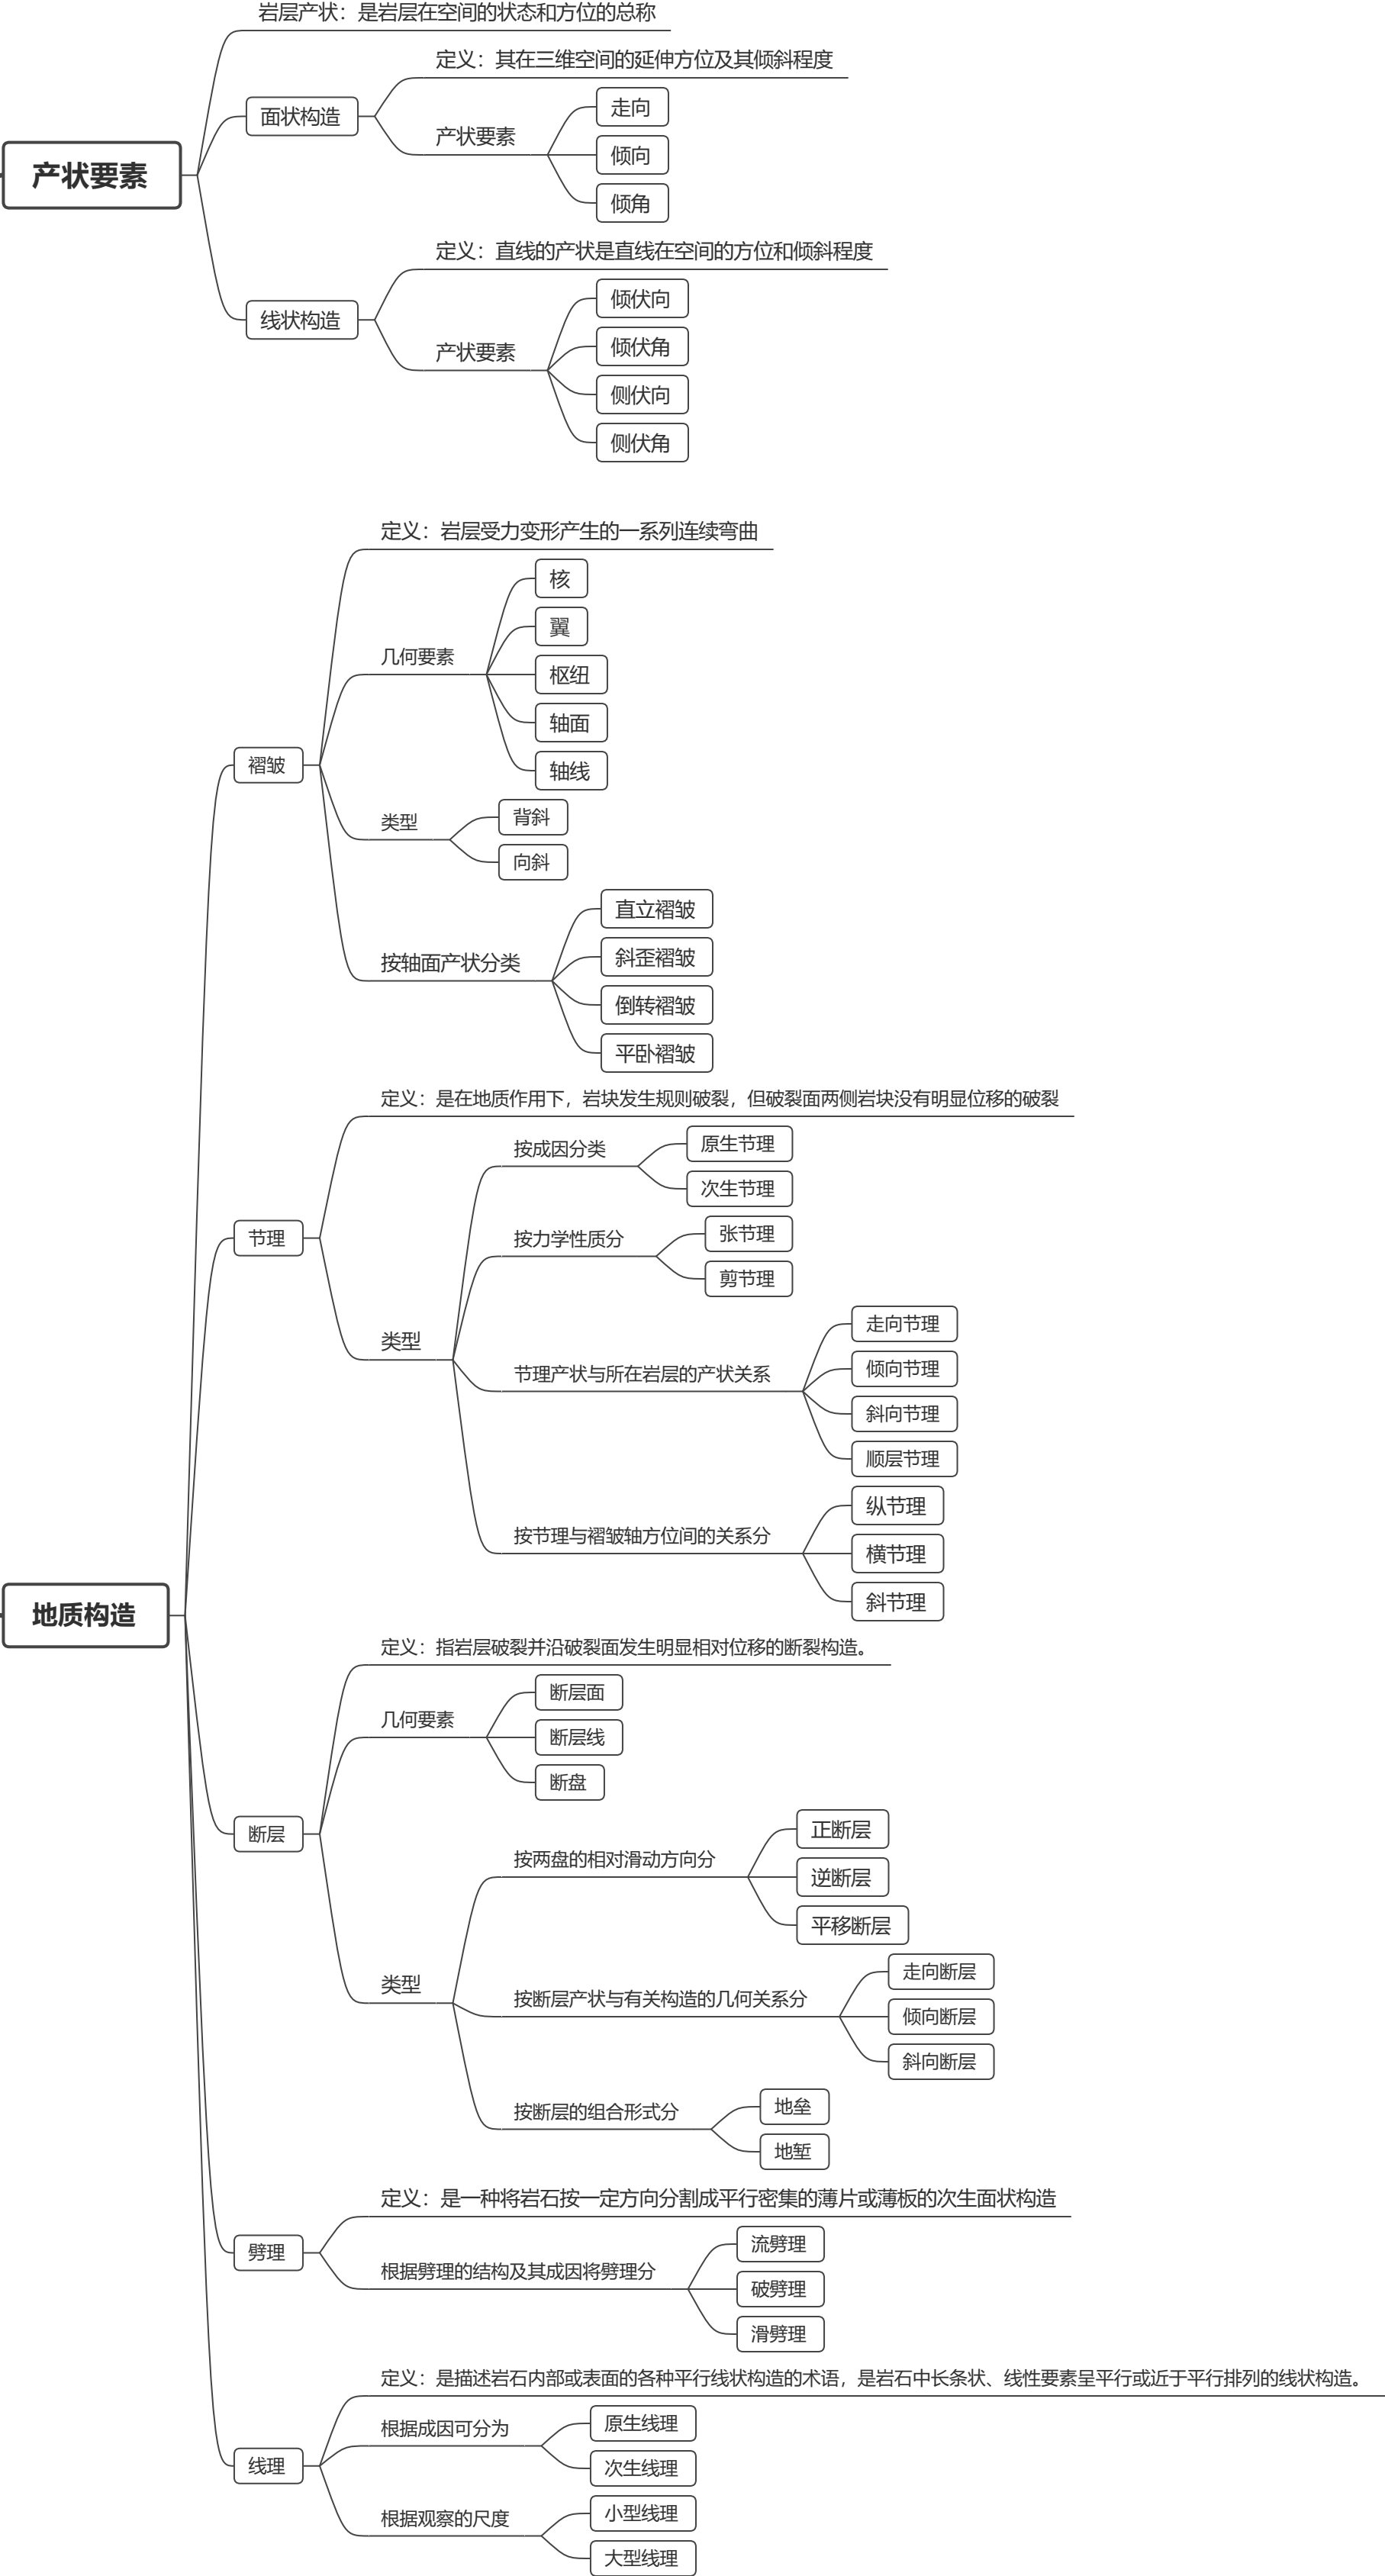 岩层产状：是岩层在空间的状态和方位的总称
定义：其在三维空间的延伸方位及其倾斜程度
走向
面状构造
产状要素
倾向
产状要素
倾角
定义：直线的产状是直线在空间的方位和倾斜程度
倾伏向
线状构造
倾伏角
产状要素
侧伏向
侧伏角
定义：岩层受力变形产生的一系列连续弯曲
核
翼
几何要素
枢纽
轴面
褶皱
轴线
背斜
类型
向斜
直立褶皱
斜歪褶皱
按轴面产状分类
倒转褶皱
平卧褶皱
定义：是在地质作用下，岩块发生规则破裂，但破裂面两侧岩块没有明显位移的破裂
原生节理
按成因分类
次生节理
节理
张节理
按力学性质分
剪节理
走向节理
类型
倾向节理
节理产状与所在岩层的产状关系
斜向节理
顺层节理
纵节理
按节理与褶皱轴方位间的关系分
横节理
斜节理
地质构造
定义：指岩层破裂并沿破裂面发生明显相对位移的断裂构造。
断层面
几何要素
断层线
断盘
断层
正断层
按两盘的相对滑动方向分
逆断层
平移断层
走向断层
类型
按断层产状与有关构造的几何关系分
倾向断层
斜向断层
地垒
按断层的组合形式分
地堑
定义：是一种将岩石按一定方向分割成平行密集的薄片或薄板的次生面状构造
劈理
流劈理
根据劈理的结构及其成因将劈理分
破劈理
滑劈理
定义：是描述岩石内部或表面的各种平行线状构造的术语，是岩石中长条状、线性要素呈平行或近于平行排列的线状构造。
原生线理
根据成因可分为
次生线理
线理
小型线理
根据观察的尺度
大型线理